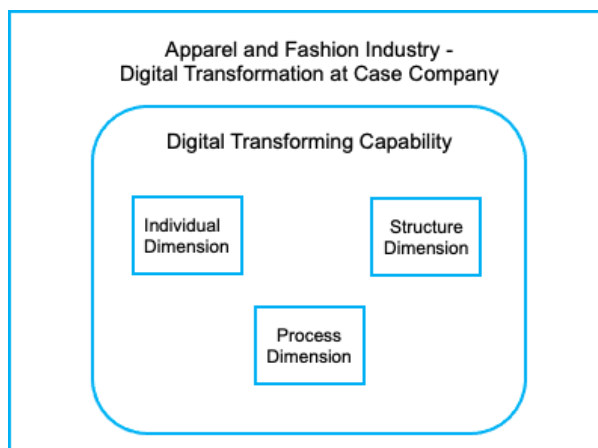 Apparel and Fashion Industry -
Digital Transformation at Case Company
Digital Transforming Capability
Individual
Dimension
Structure
Dimension
Process
Dimension